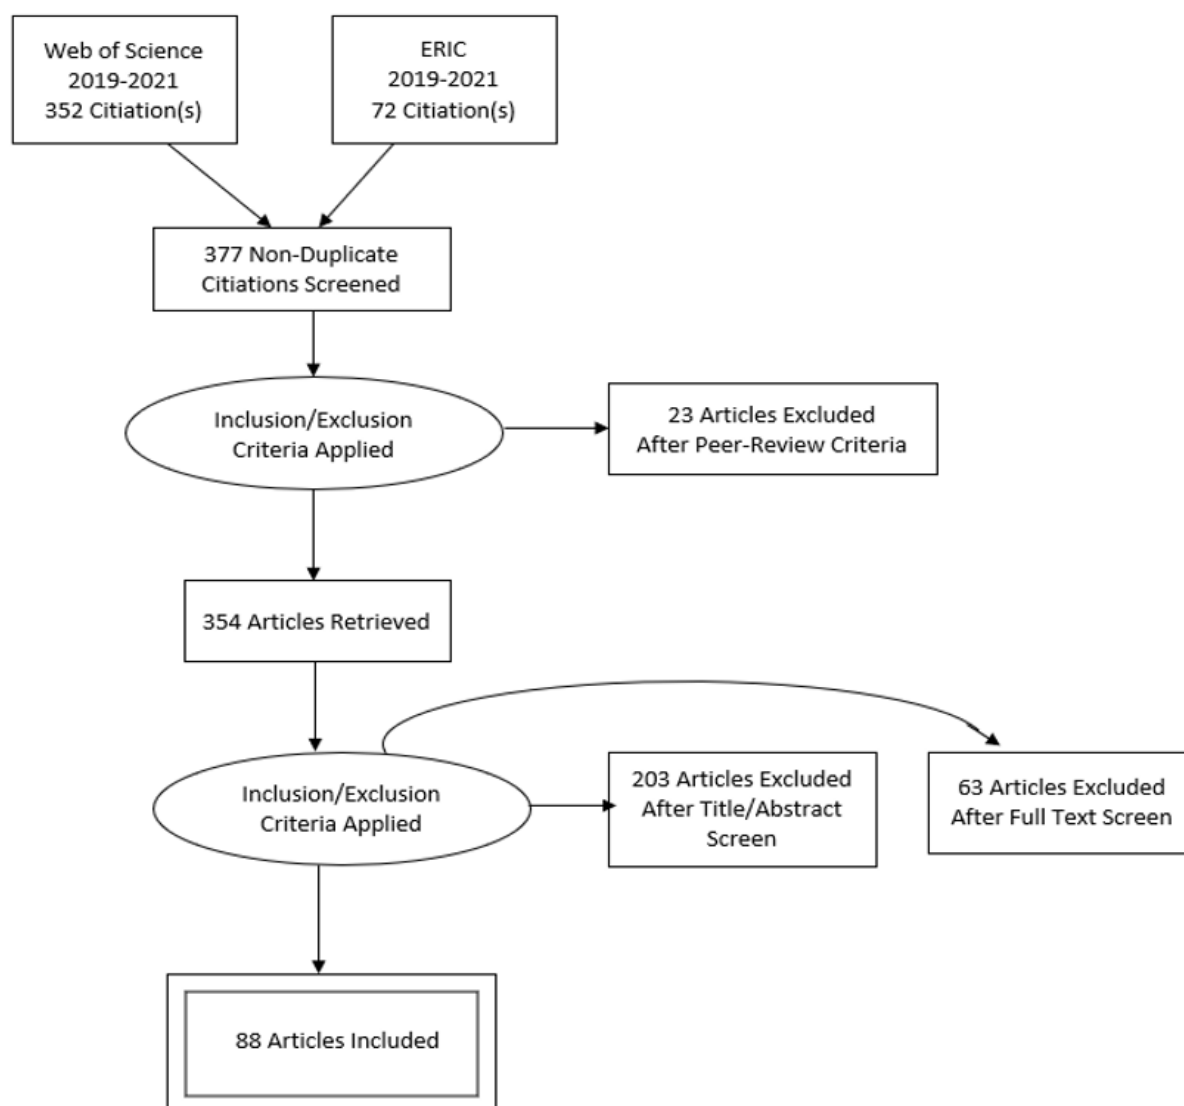 Web of Science
2019-2021
352 Citiation(s)
ERIC
2019-2021
72 Citiation(s)
377 Non-Duplicate
Citiations Screened
Inclusion/Exclusion
Criteria Applied
23 Articles Excluded
After Peer-Review Criteria
354 Articles Retrieved
Inclusion/Exclusion
Criteria Applied
203 Articles Excluded
After Title/Abstract
Screen
63 Articles Excluded
After Full Text Screen
88 Articles Included